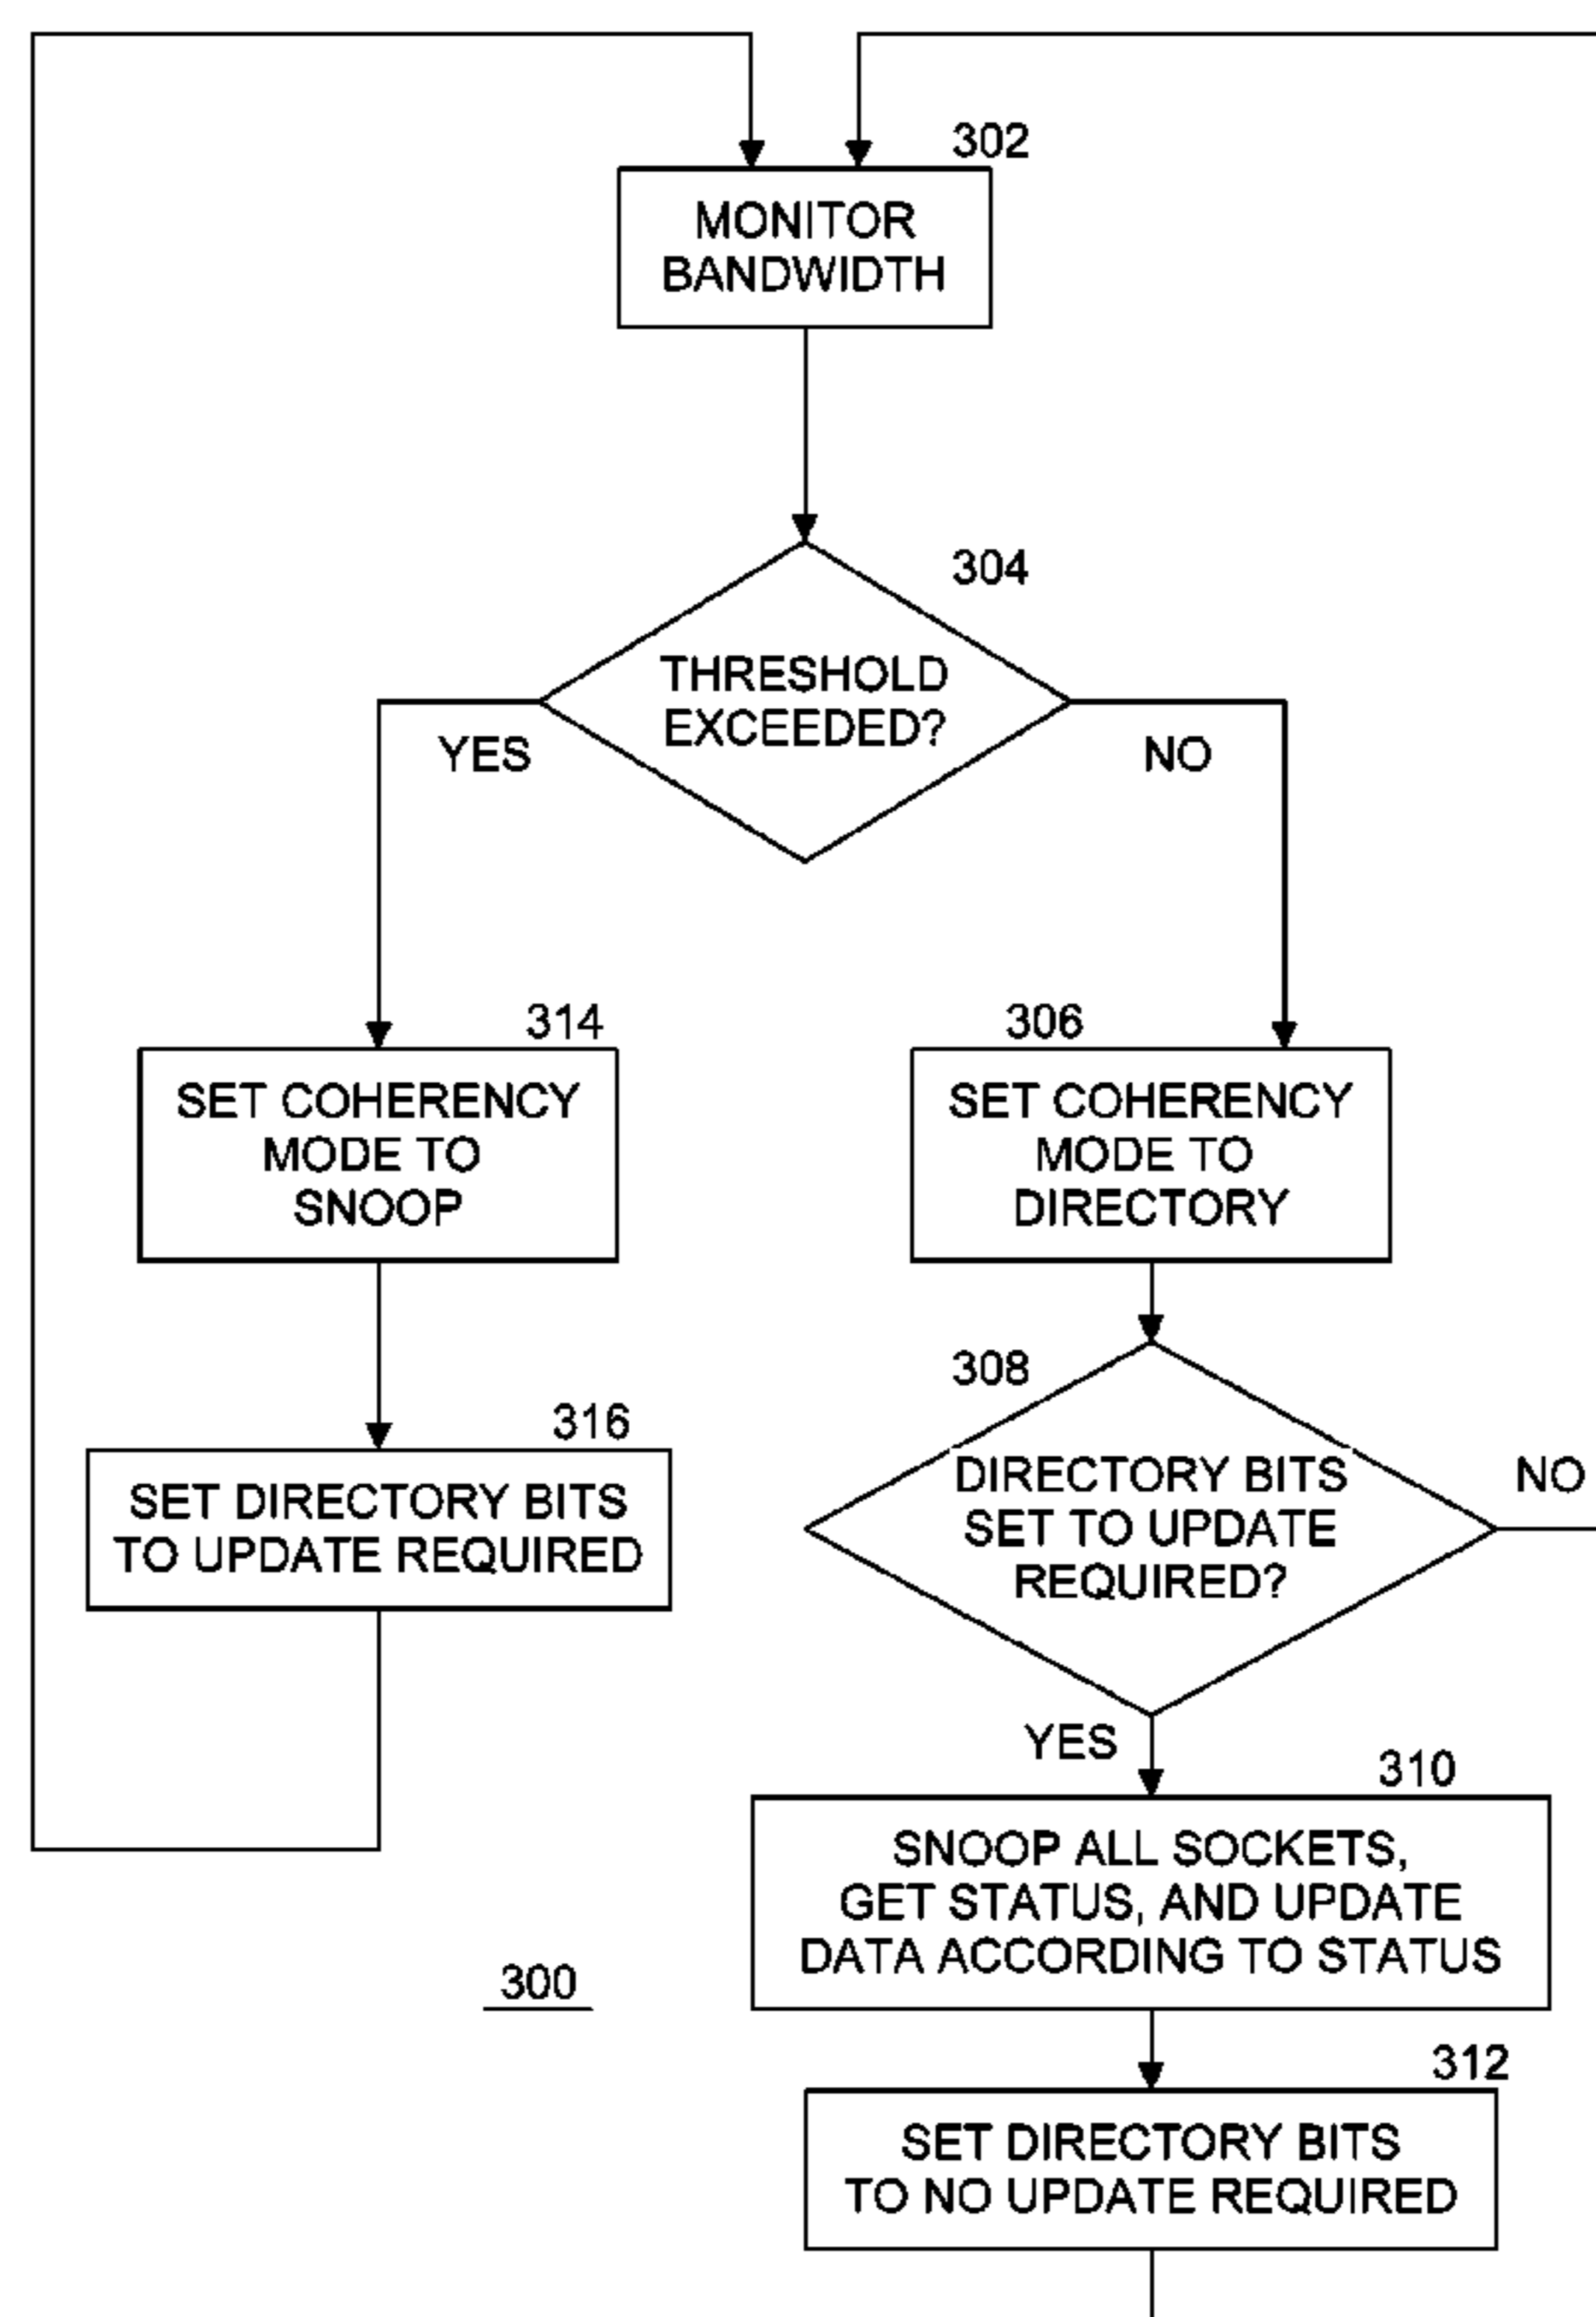 302
MONITOR
BANDWIDTH
304
THRESHOLD
EXCEEDED?
YES
NO
314
SET COHERENCY
MODE TO
SNOOP
306
SET COHERENCY
MODE TO
DIRECTORY
316
SET DIRECTORY BITS
TO UPDATE REQUIRED
308
DIRECTORY BITS
SET TO UPDATE
REQUIRED?
NO
YES
310
SNOOP ALL SOCKETS,
GET STATUS, AND UPDATE
DATA ACCORDING TO STATUS
300
312
SET DIRECTORY BITS
TO NO UPDATE REQUIRED